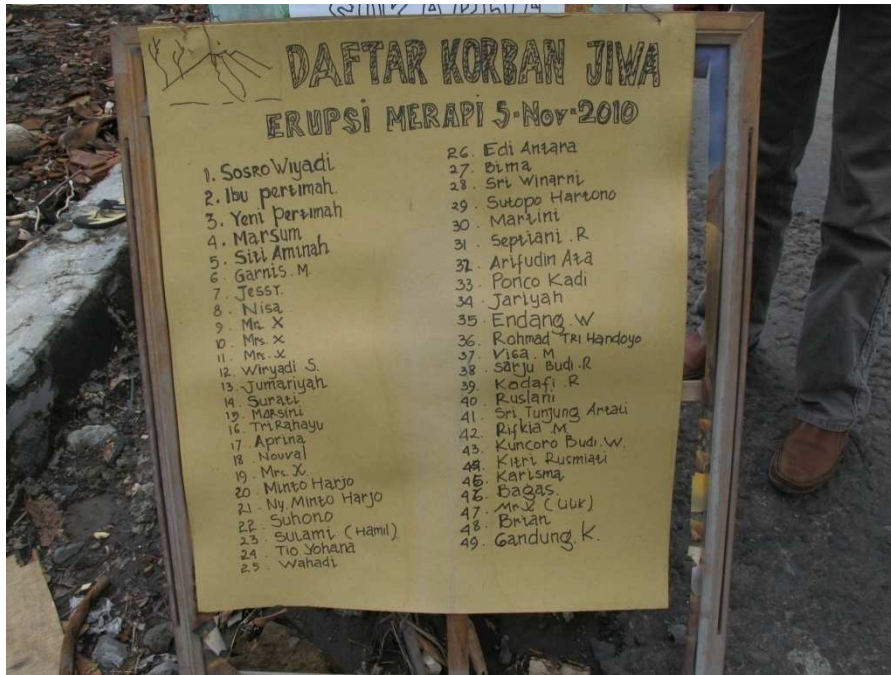 DAFTAR KORBAN JIWA
ERUPSI MERAPI 5-Nov-2010
1. Sosro Wiyadi
2. Ibu pertimah.
3. Yeni Pertimah
4. Marsum
5. Siti Aminah
6. Garnis. M.
7. Jessy.
8. Nisa
9. Mr. X
10. Mrs. X
11. Mrs. X
12. Wiryadi S.
13. Jumariyah
14. Surati
15. Marsini
16. Tri Rahayu
17. Aprina
18. Nouval
19. Mrs. X.
20. Minto Harjo
21. Ny. Minto Harjo
22. Suhono
23. Sulami (Hamil)
24. Tio Yohana
25. Wahadi
26. Edi Antara
27. Bima
28. Sri Winarni
29. Sutopo Hartono
30. Martini
31. Septiani. R
32. Arifudin Ata
33. Ponco Kadi
34. Jariyah
35. Endang. W
36. Rohmad TRI Handoyo
37. Visa. M
38. Sarju Budi. R
39. Kadafi. R
40. Ruslani
41. Sri Tunjung Artati
42. Rifkia. M
43. Kuncoro Budi. W.
44. Kitri Rusmiati
45. Karisma
46. Bagas.
47. Mr. X (Uuk)
48. Brian
49. Gandung. K.